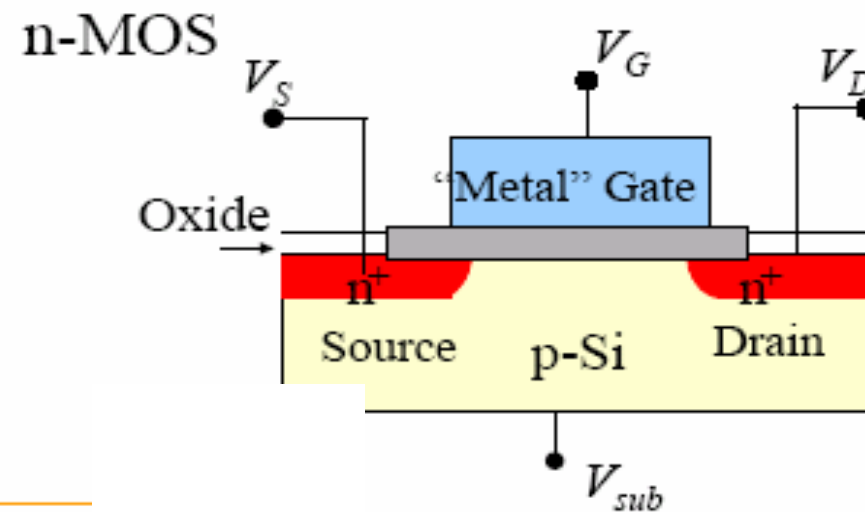 n-MOS
V_S
V_G
V_D
"Metal" Gate
Oxide
n+
n+
Source
p-Si
Drain
V_sub